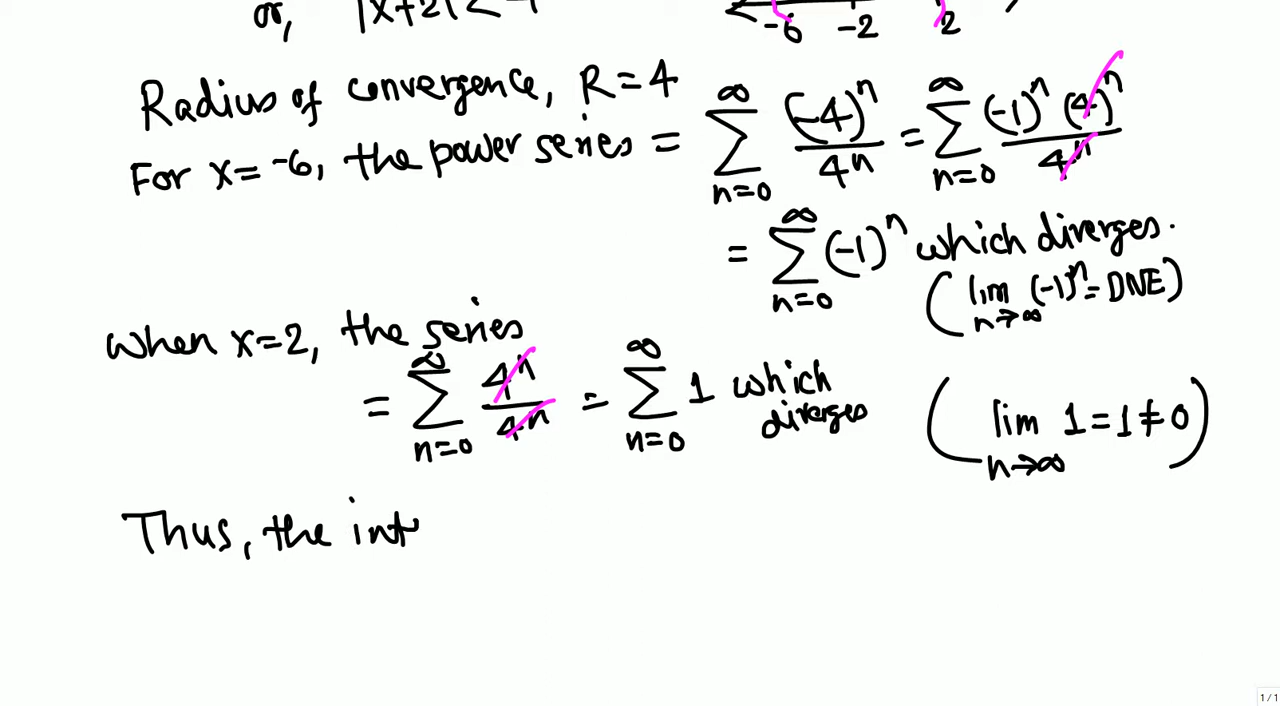 or, |x+2| < 4
-6 -2 2
Radius of convergence, R = 4
For x = -6, the power series = ∑_{n=0}^{∞} (-4)^n / 4^n = ∑_{n=0}^{∞} (-1)^n (4)^n / 4^n
= ∑_{n=0}^{∞} (-1)^n which diverges.
( lim_{n→∞} (-1)^n = DNE )
When x=2, the series
= ∑_{n=0}^{∞} 4^n / 4^n = ∑_{n=0}^{∞} 1 which diverges ( lim_{n→∞} 1 = 1 ≠ 0 )
Thus, the int
1/1